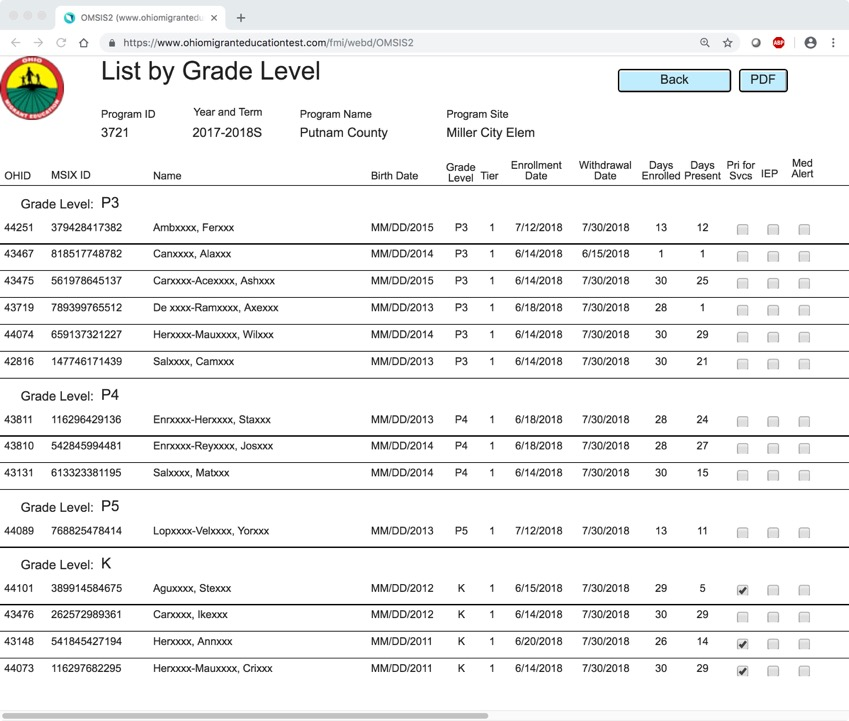 OMSIS2 (www.ohiomigrantedu
https://www.ohiomigranteducationtest.com/fmi/webd/OMSIS2
ABP
OHIO
MIGRANT EDUCATION
List by Grade Level
Back
PDF
Program ID Year and Term Program Name Program Site
3721 2017-2018S Putnam County Miller City Elem
OHID MSIX ID Name Birth Date Grade Level Tier Enrollment Date Withdrawal Date Days Enrolled Days Present Pri for Svcs IEP Med Alert
Grade Level: P3
44251 379428417382 Ambxxxx, Ferxxx MM/DD/2015 P3 1 7/12/2018 7/30/2018 13 12
43467 818517748782 Canxxxx, Alaxxx MM/DD/2014 P3 1 6/14/2018 6/15/2018 1 1
43475 561978645137 Carxxxx-Acexxxx, Ashxxx MM/DD/2015 P3 1 6/14/2018 7/30/2018 30 25
43719 789399765512 De xxxx-Ramxxxx, Axexxx MM/DD/2013 P3 1 6/18/2018 7/30/2018 28 1
44074 659137321227 Herxxxx-Mauxxxx, Wilxxx MM/DD/2014 P3 1 6/14/2018 7/30/2018 30 29
42816 147746171439 Salxxxx, Camxxx MM/DD/2013 P3 1 6/14/2018 7/30/2018 30 21
Grade Level: P4
43811 116296429136 Enrxxxx-Herxxxx, Staxxx MM/DD/2013 P4 1 6/18/2018 7/30/2018 28 24
43810 542845994481 Enrxxxx-Reyxxxx, Josxxx MM/DD/2014 P4 1 6/18/2018 7/30/2018 28 27
43131 613323381195 Salxxxx, Matxxx MM/DD/2014 P4 1 6/14/2018 7/30/2018 30 15
Grade Level: P5
44089 768825478414 Lopxxxx-Velxxxx, Yorxxx MM/DD/2013 P5 1 7/12/2018 7/30/2018 13 11
Grade Level: K
44101 389914584675 Aguxxxx, Stexxx MM/DD/2012 K 1 6/15/2018 7/30/2018 29 5
43476 262572989361 Carxxxx, Ikexxx MM/DD/2012 K 1 6/14/2018 7/30/2018 30 29
43148 541845427194 Herxxxx, Annxxx MM/DD/2011 K 1 6/20/2018 7/30/2018 26 14
44073 116297682295 Herxxxx-Mauxxxx, Crixxx MM/DD/2011 K 1 6/14/2018 7/30/2018 30 29